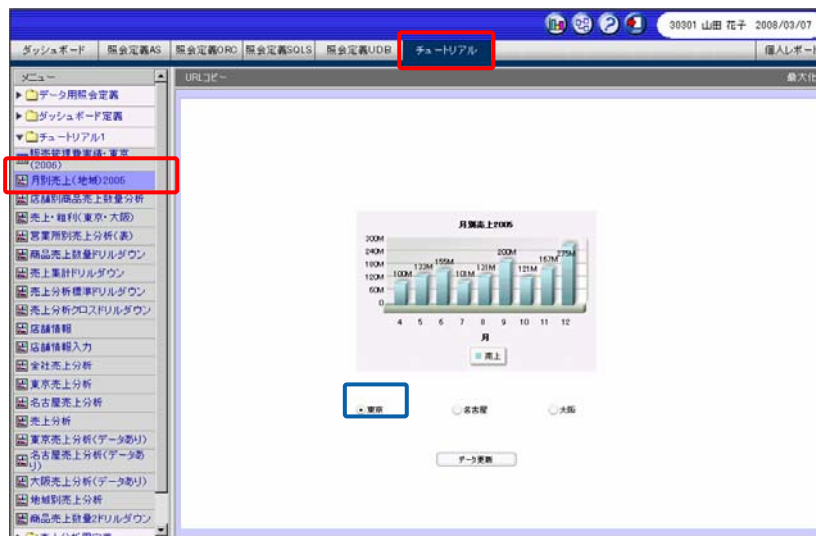 30301 山田 花子 2008/03/07
ダッシュボード 照会定義AS 照会定義ORC 照会定義SQLS 照会定義UDB チュートリアル 個人レポート
メニュー URLコピー 最大化
データ用照会定義
ダッシュボード定義
チュートリアル1
販売管理費実績・東京
(2006)
月別売上(地域)2005
店舗別商品売上数量分析
売上・粗利(東京・大阪)
営業所別売上分析(表)
商品売上数量ドリルダウン
売上集計ドリルダウン
売上分析標準ドリルダウン
売上分析クロスドリルダウン
店舗情報
店舗情報入力
全社売上分析
東京売上分析
名古屋売上分析
売上分析
東京売上分析(データあり)
名古屋売上分析(データあ
り)
大阪売上分析(データあり)
地域別売上分析
商品売上数量2ドリルダウン
月別売上2005
300M
240M
180M
120M
60M
0
100M 133M 155M 101M 121M 200M 121M 167M 275M
4 5 6 7 8 9 10 11 12
月
売上
東京 名古屋 大阪
データ更新